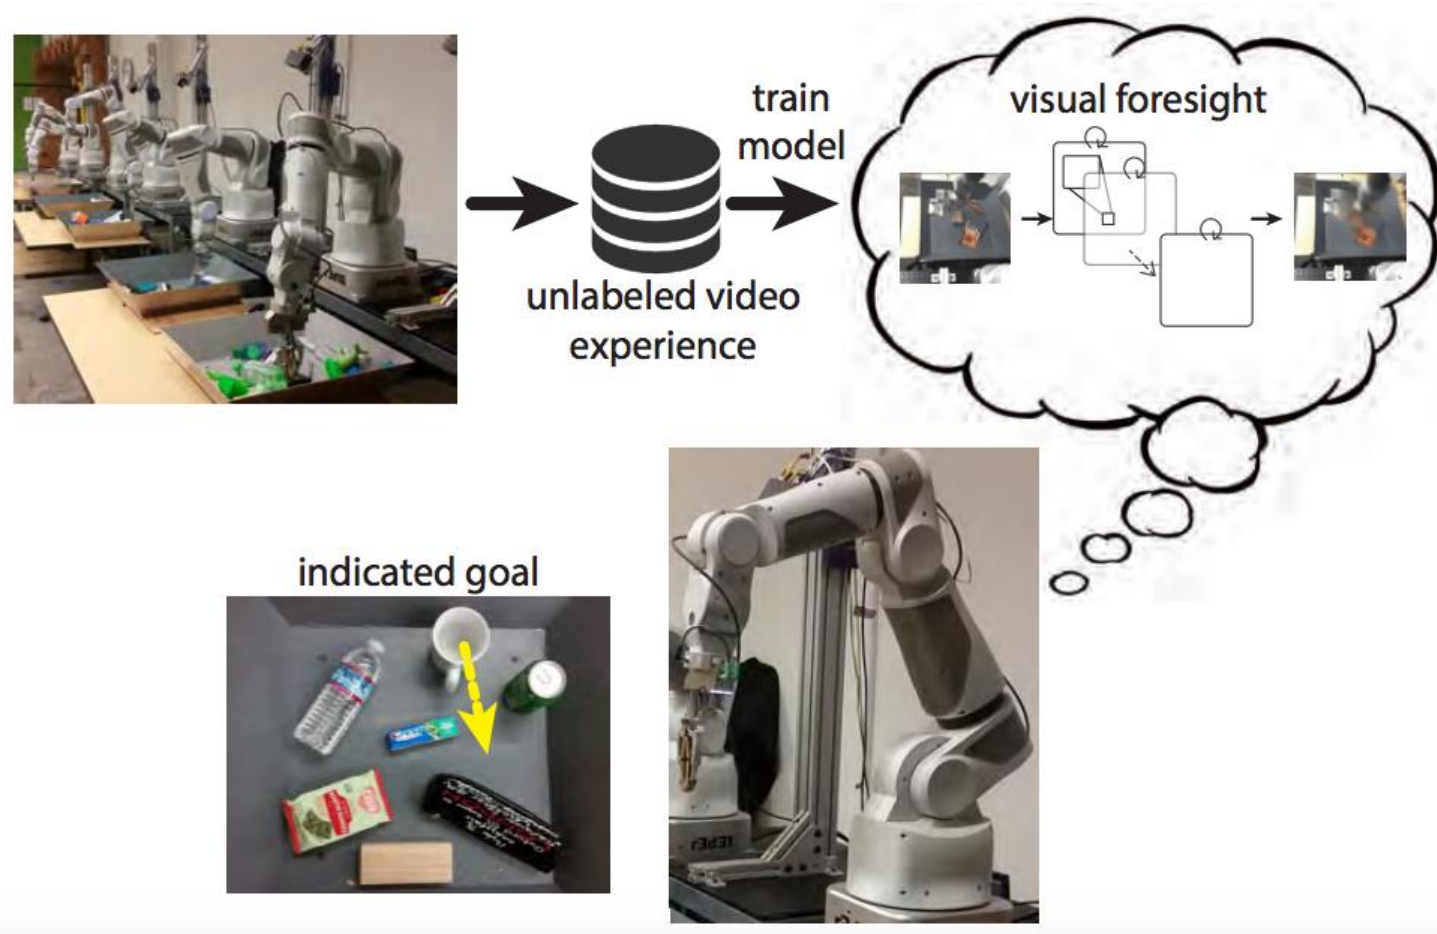 train
model
visual foresight
unlabeled video
experience
indicated goal